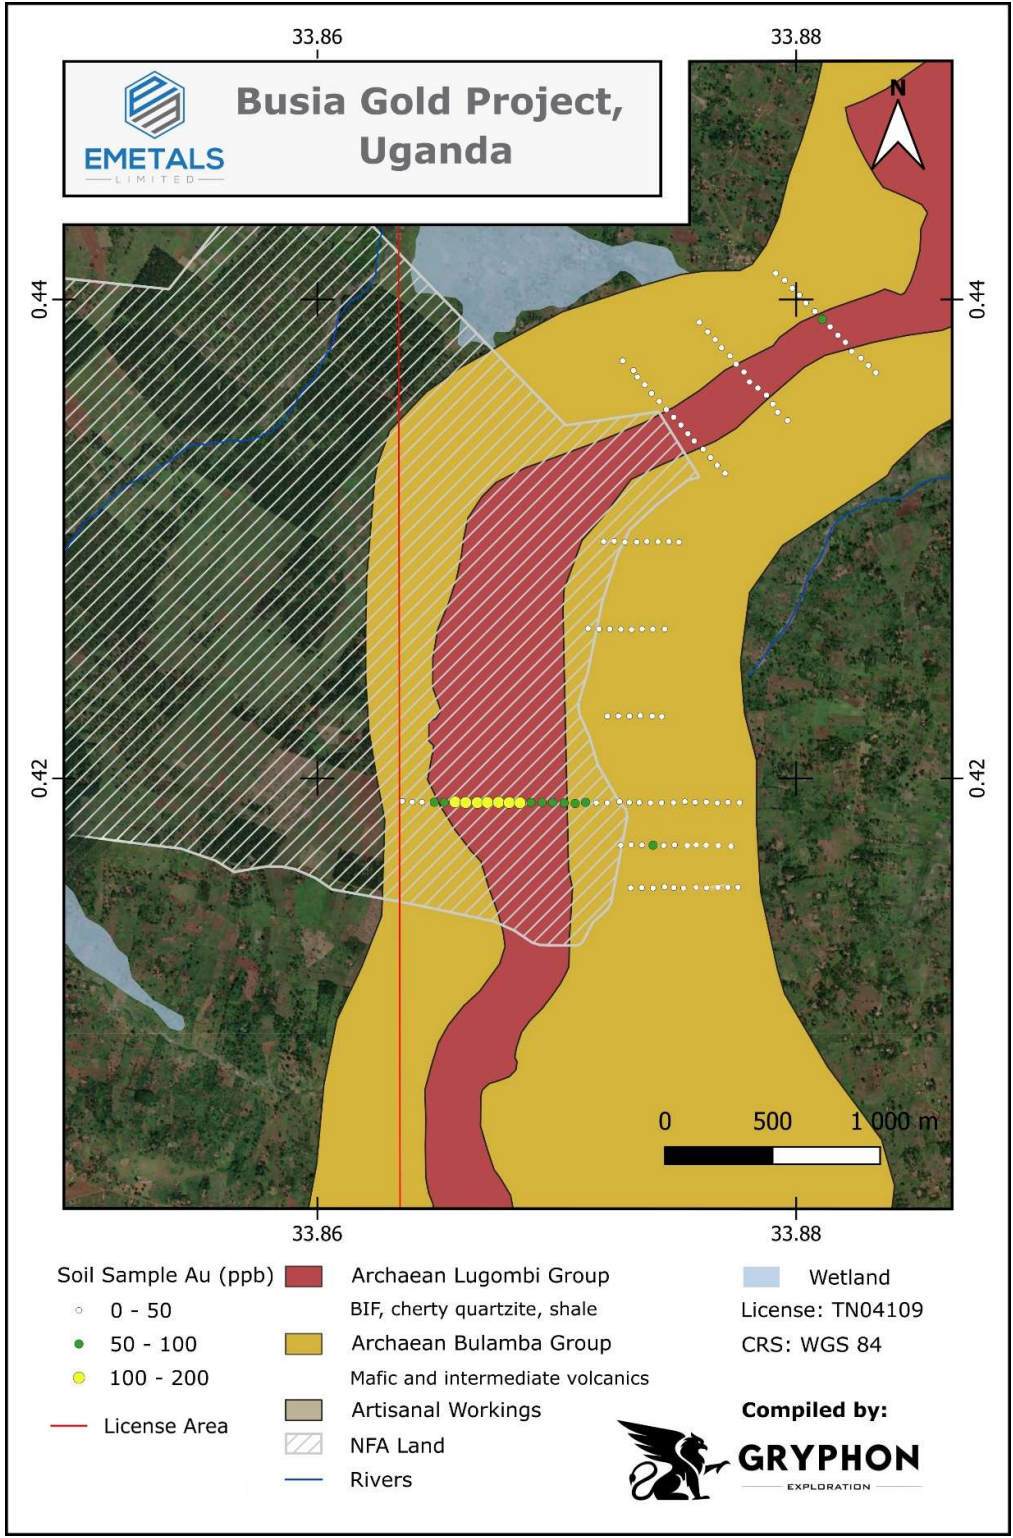 33.86
33.88
Busia Gold Project,
Uganda
EMETALS
LIMITED
N
0.44
0.44
0.42
0.42
0
500
1 000 m
33.86
33.88
Soil Sample Au (ppb)
0 - 50
50 - 100
100 - 200
License Area
Archaean Lugombi Group
BIF, cherty quartzite, shale
Archaean Bulamba Group
Mafic and intermediate volcanics
Artisanal Workings
NFA Land
Rivers
Wetland
License: TN04109
CRS: WGS 84
Compiled by:
GRYPHON
EXPLORATION